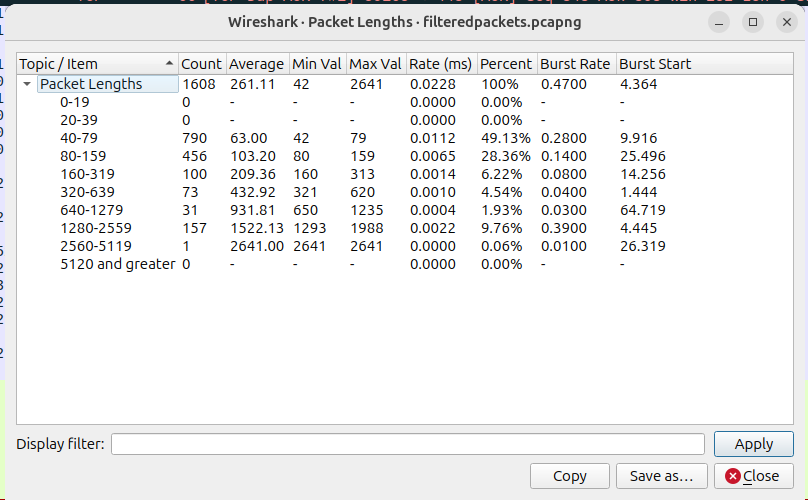 Wireshark · Packet Lengths · filteredpackets.pcapng
Topic / Item Count Average Min Val Max Val Rate (ms) Percent Burst Rate Burst Start
Packet Lengths 1608 261.11 42 2641 0.0228 100% 0.4700 4.364
0-19 0 - - - 0.0000 0.00% - -
20-39 0 - - - 0.0000 0.00% - -
40-79 790 63.00 42 79 0.0112 49.13% 0.2800 9.916
80-159 456 103.20 80 159 0.0065 28.36% 0.1400 25.496
160-319 100 209.36 160 313 0.0014 6.22% 0.0800 14.256
320-639 73 432.92 321 620 0.0010 4.54% 0.0400 1.444
640-1279 31 931.81 650 1235 0.0004 1.93% 0.0300 64.719
1280-2559 157 1522.13 1293 1988 0.0022 9.76% 0.3900 4.445
2560-5119 1 2641.00 2641 2641 0.0000 0.06% 0.0100 26.319
5120 and greater 0 - - - 0.0000 0.00% - -
Display filter:
Apply
Copy Save as… Close